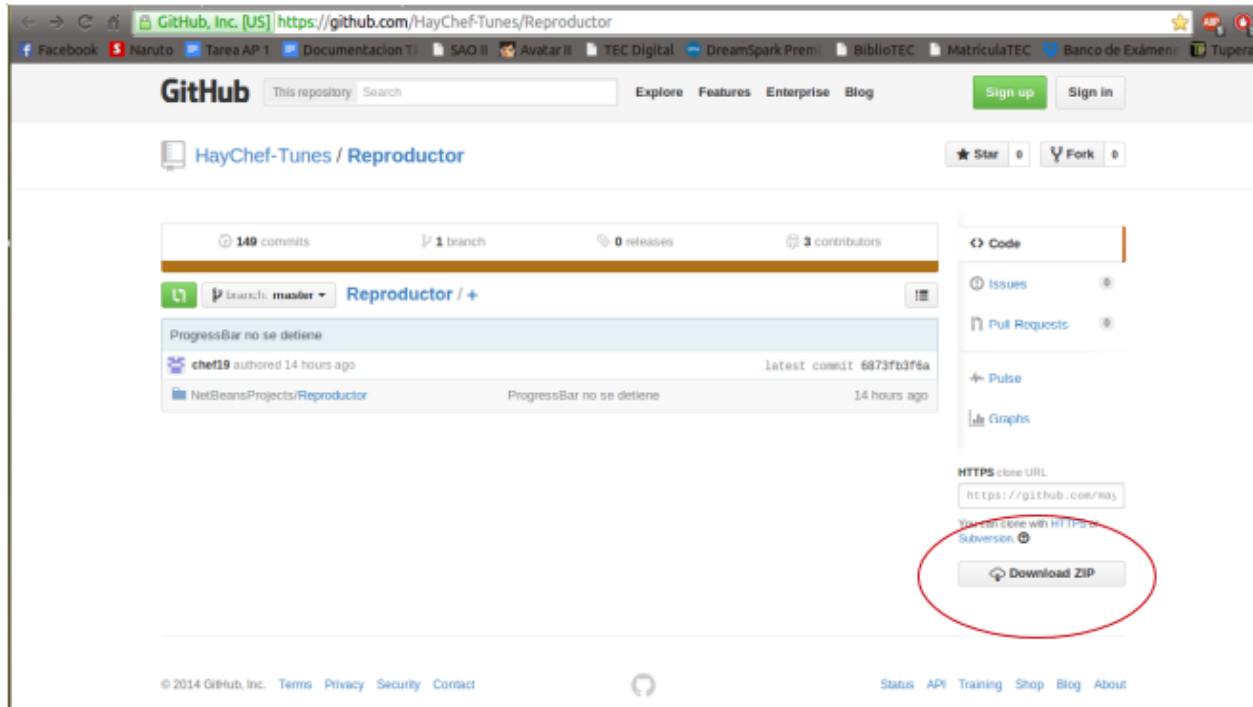 GitHub, Inc. [US] https://github.com/HayChef-Tunes/Reproductor
Facebook Naruto Tarea AP 1 Documentacion TI SAO II Avatar II TEC Digital DreamSpark Premi BiblioTEC MatrículaTEC Banco de Exámene Tupera
GitHub This repository Search Explore Features Enterprise Blog Sign up Sign in
HayChef-Tunes / Reproductor Star 0 Fork 0
149 commits 1 branch 0 releases 3 contributors
Code
branch: master Reproductor / +
Issues 0
Pull Requests 0
ProgressBar no se detiene
chef19 authored 14 hours ago latest commit 6873fb3f6a
Pulse
NetBeansProjects/Reproductor ProgressBar no se detiene 14 hours ago
Graphs
HTTPS clone URL
https://github.com/Hay
You can clone with HTTPS or
Subversion.
Download ZIP
© 2014 GitHub, Inc. Terms Privacy Security Contact Status API Training Shop Blog About